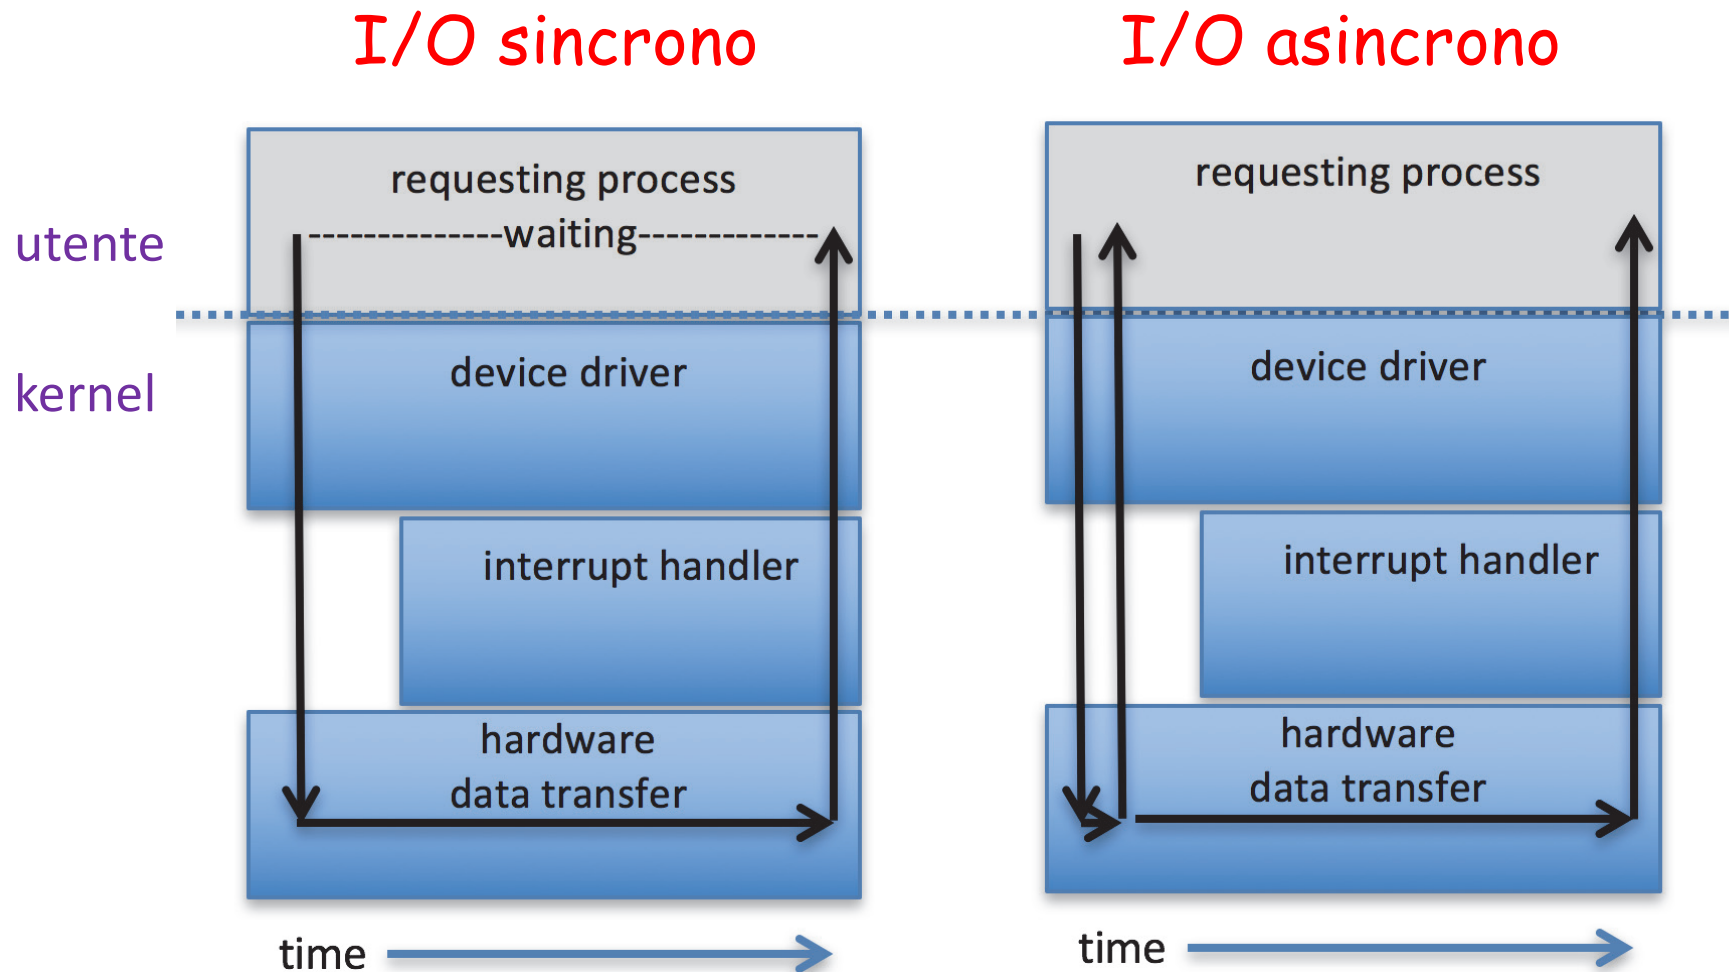 I/O sincrono
I/O asincrono
utente
kernel
requesting process
--------------waiting-------------
device driver
interrupt handler
hardware
data transfer
time
requesting process
device driver
interrupt handler
hardware
data transfer
time